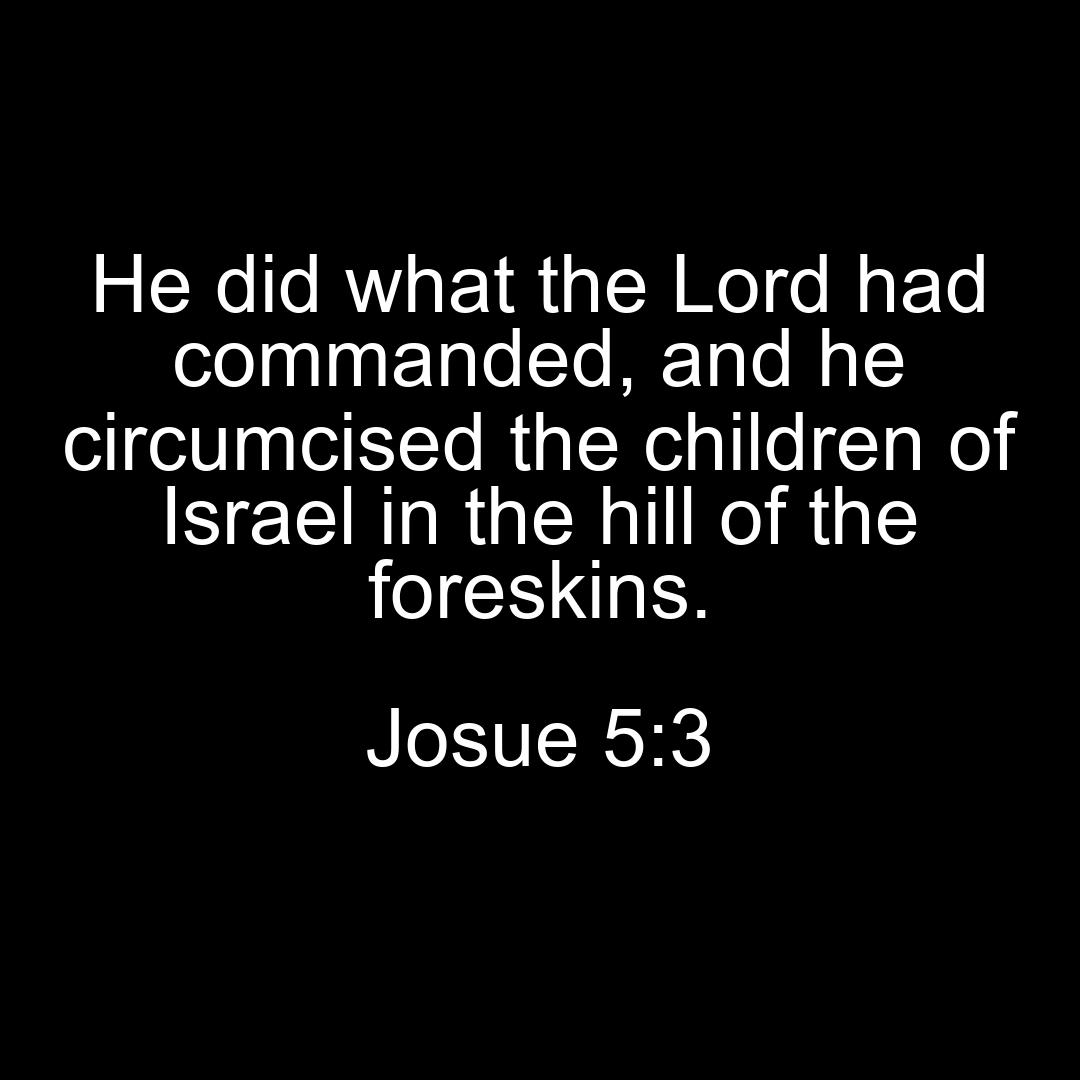 He did what the Lord had
commanded, and he
circumcised the children of
Israel in the hill of the
foreskins.
Josue 5:3